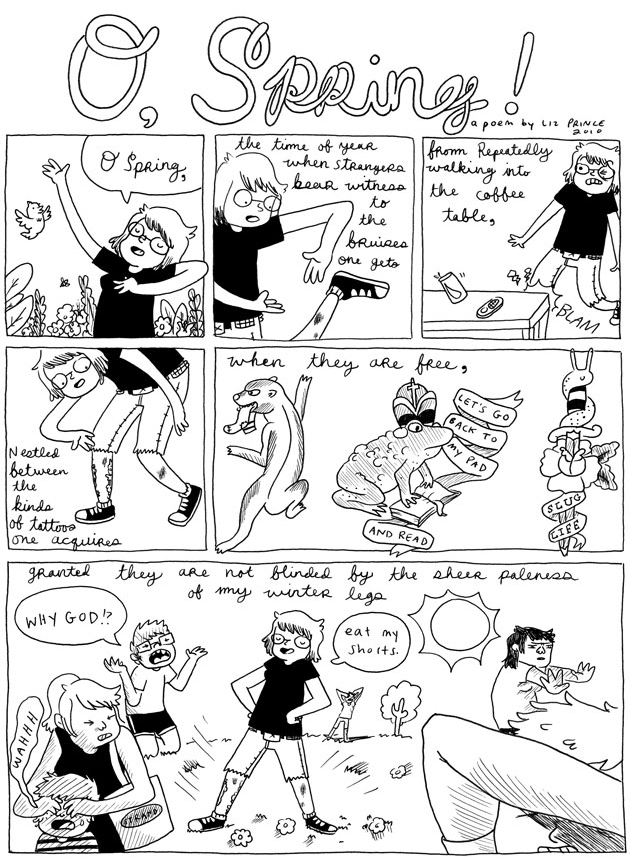 O, Spring!
a poem by LIZ PRINCE
2010
O Spring,
the time of year
when strangers
bear witness
to
the
bruises
one gets
from Repeatedly
walking into
the coffee
table,
BLAM
Nestled
between
the
kinds
of tattoos
one acquires
when they are free,
LET'S GO
BACK TO
MY PAD
AND READ
SLUG
LIFE
granted they are not blinded by the sheer paleness
of my winter legs
WHY GOD!?
eat my
shorts.
WAHHH
STRAND